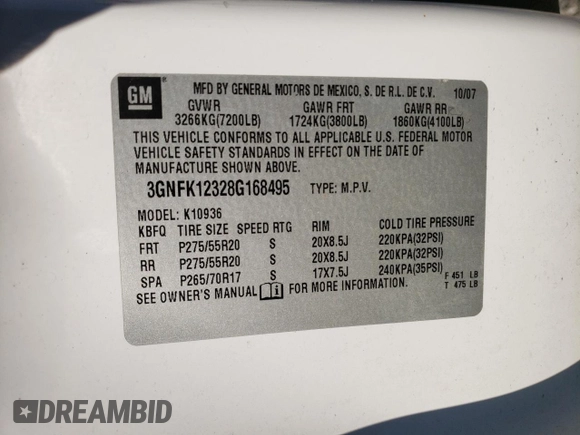 GM
MFD BY GENERAL MOTORS DE MEXICO, S. DE R.L. DE C.V. 10/07
GVWR GAWR FRT GAWR RR
3266KG(7200LB) 1724KG(3800LB) 1860KG(4100LB)
THIS VEHICLE CONFORMS TO ALL APPLICABLE U.S. FEDERAL MOTOR
VEHICLE SAFETY STANDARDS IN EFFECT ON THE DATE OF
MANUFACTURE SHOWN ABOVE.
3GNFK12328G168495 TYPE: M.P.V.
MODEL: K10936
KBFQ TIRE SIZE SPEED RTG RIM COLD TIRE PRESSURE
FRT P275/55R20 S 20X8.5J 220KPA(32PSI)
RR P275/55R20 S 20X8.5J 220KPA(32PSI)
SPA P265/70R17 S 17X7.5J 240KPA(35PSI)
F 451 LB
SEE OWNER'S MANUAL i FOR MORE INFORMATION. T 475 LB
DREAMBID